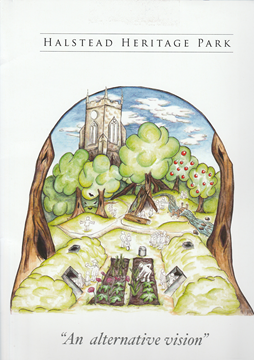 HALSTEAD HERITAGE PARK
"An alternative vision"